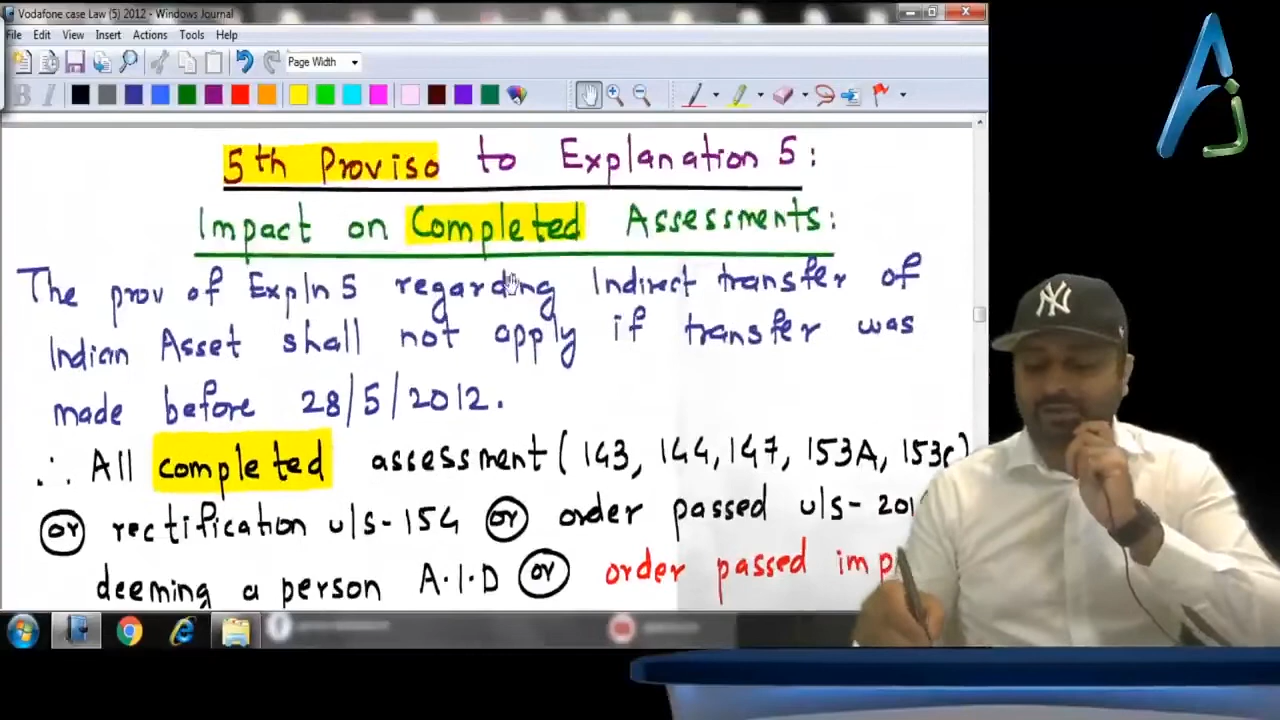 Vodafone case Law (5) 2012 - Windows Journal
File Edit View Insert Actions Tools Help
Page Width
B I
5th Proviso to Explanation 5:
Impact on Completed Assessments:
The prov of Expln 5 regarding Indirect transfer of
Indian Asset shall not apply if transfer was
made before 28/5/2012.
∴ All completed assessment (143, 144, 147, 153A, 153C)
or rectification u/s-154 or order passed u/s-
deeming a person A.I.D or order passed
NY
AJ